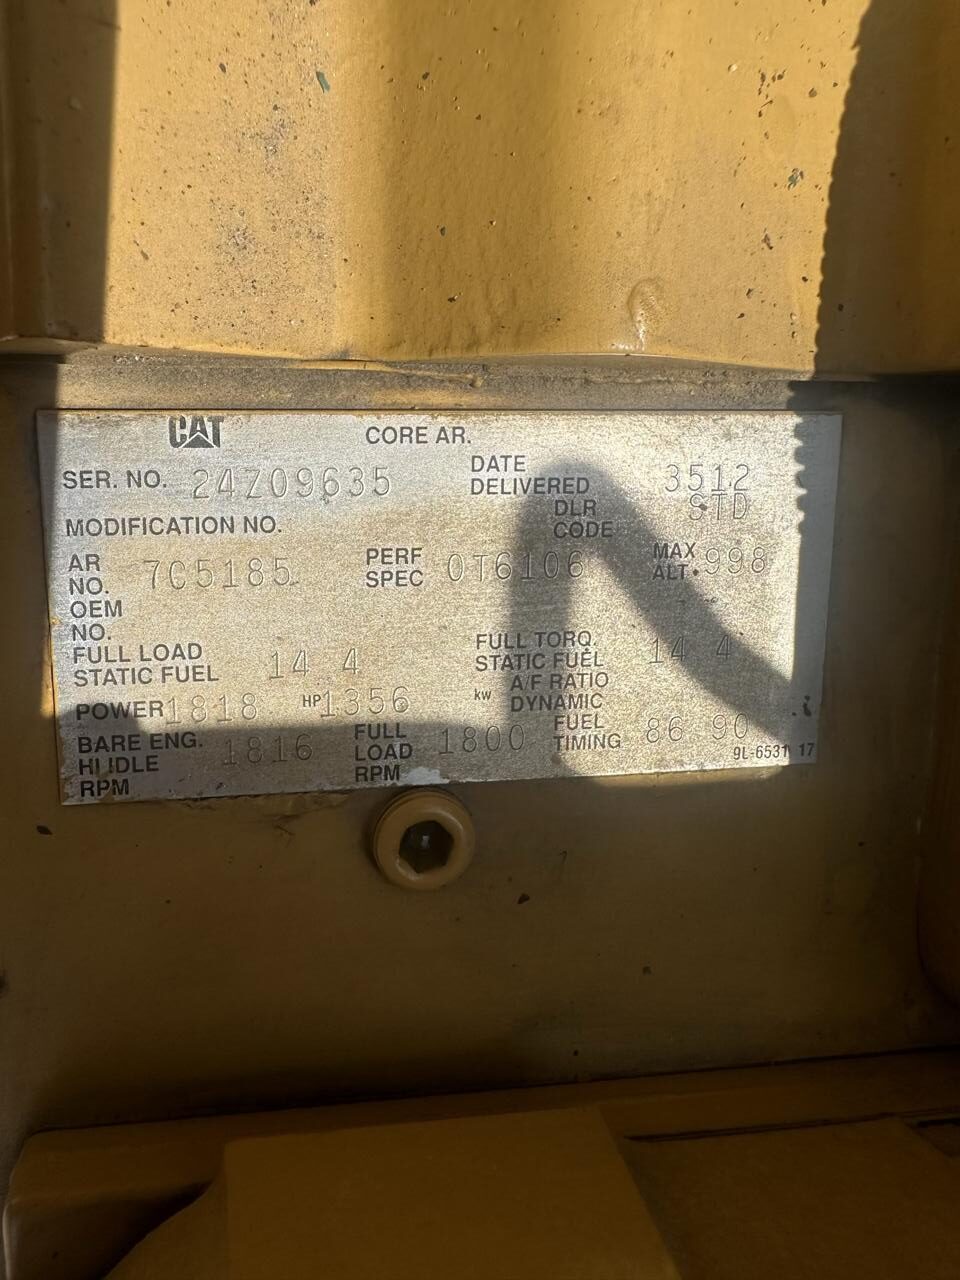 CAT CORE AR.
SER. NO. 24Z09635 DATE DELIVERED 3512
MODIFICATION NO. DLR CODE STD
AR NO. 7C5185 PERF SPEC 0T6106 MAX ALT. 998
OEM NO.
FULL LOAD STATIC FUEL 14 4 FULL TORQ. STATIC FUEL 14 4
A/F RATIO DYNAMIC
POWER 1818 HP 1356 kw
BARE ENG. HI IDLE RPM 1816 FULL LOAD RPM 1800 FUEL TIMING 86 90
9L-6531 17